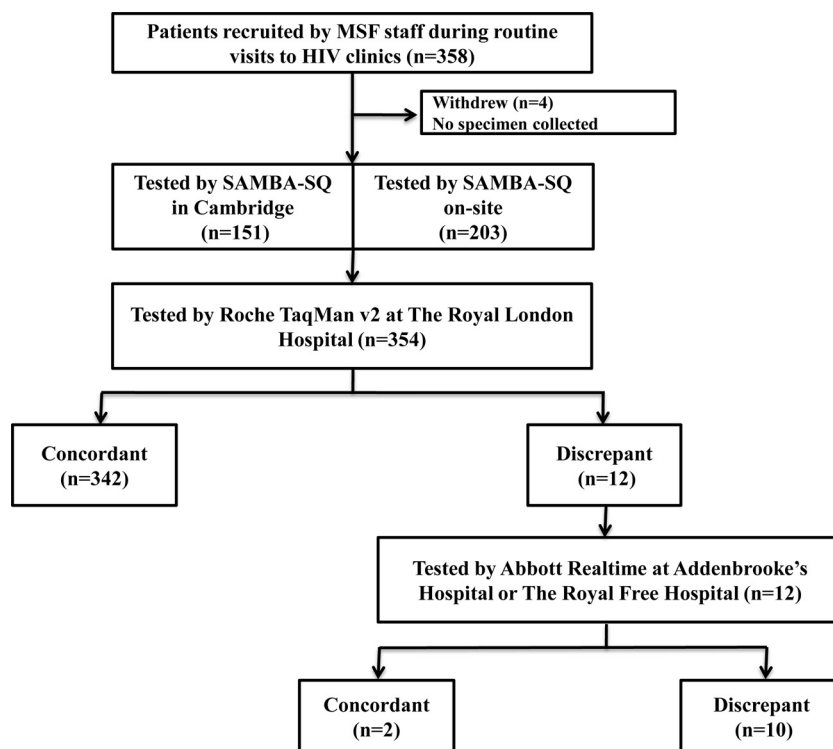 Patients recruited by MSF staff during routine
visits to HIV clinics (n=358)
Withdrew (n=4)
No specimen collected
Tested by SAMBA-SQ
in Cambridge
(n=151)
Tested by SAMBA-SQ
on-site
(n=203)
Tested by Roche TaqMan v2 at The Royal London
Hospital (n=354)
Concordant
(n=342)
Discrepant
(n=12)
Tested by Abbott Realtime at Addenbrooke’s
Hospital or The Royal Free Hospital (n=12)
Concordant
(n=2)
Discrepant
(n=10)